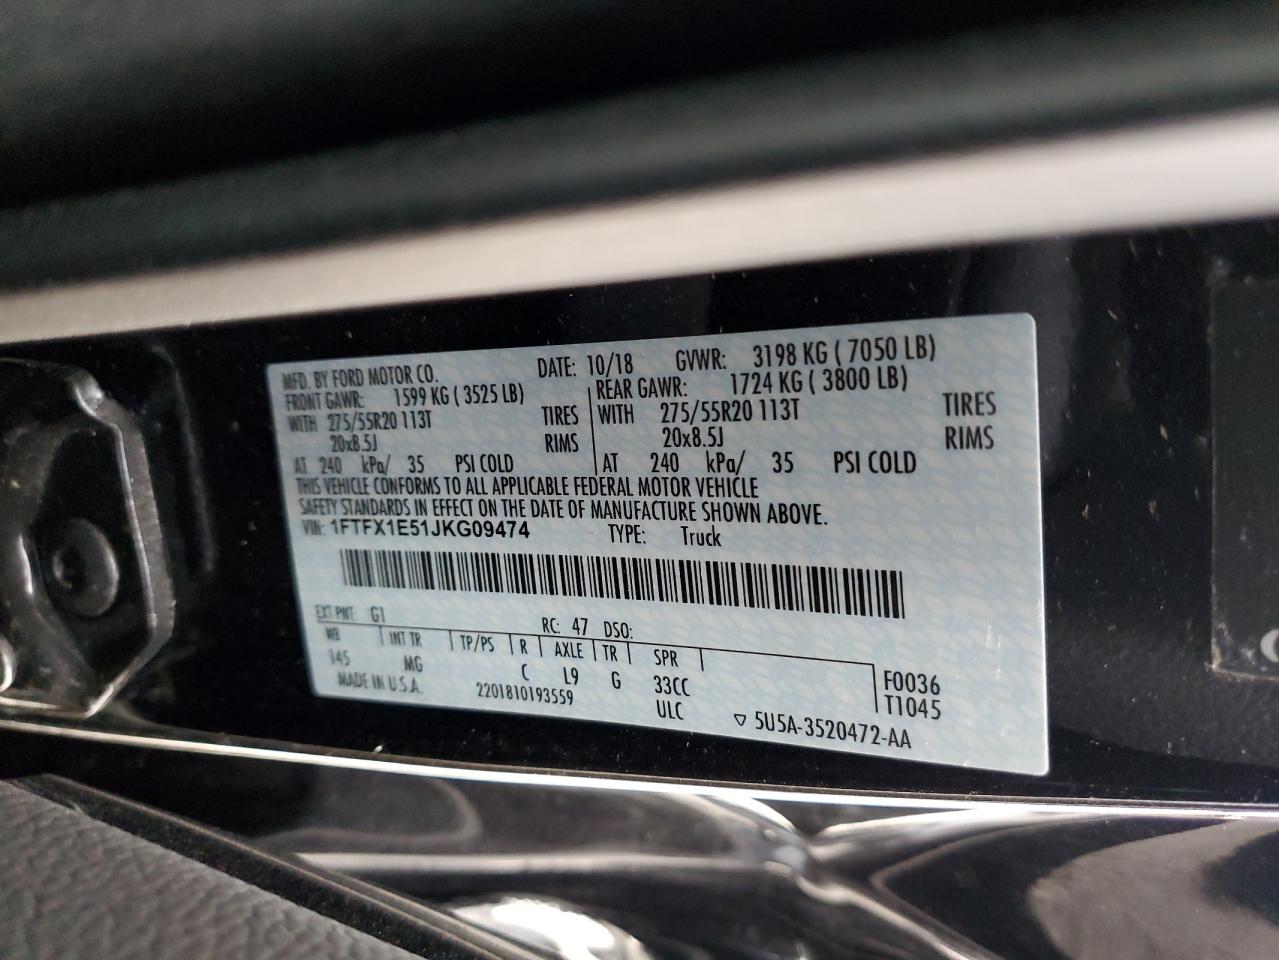 MFD. BY FORD MOTOR CO. DATE: 10/18 GVWR: 3198 KG ( 7050 LB)
FRONT GAWR: 1599 KG ( 3525 LB) REAR GAWR: 1724 KG ( 3800 LB)
WITH 275/55R20 113T TIRES WITH 275/55R20 113T TIRES
20x8.5J RIMS 20x8.5J RIMS
AT 240 kPa/ 35 PSI COLD AT 240 kPa/ 35 PSI COLD
THIS VEHICLE CONFORMS TO ALL APPLICABLE FEDERAL MOTOR VEHICLE
SAFETY STANDARDS IN EFFECT ON THE DATE OF MANUFACTURE SHOWN ABOVE.
VIN: 1FTFX1E51JKG09474 TYPE: Truck
EXT PNT: G1 RC: 47 DSO:
WB INT TR TP/PS R AXLE TR SPR
145 MG C L9 G 33CC F0036
MADE IN U.S.A. 2201810193559 ULC T1045
▽ 5U5A-3520472-AA